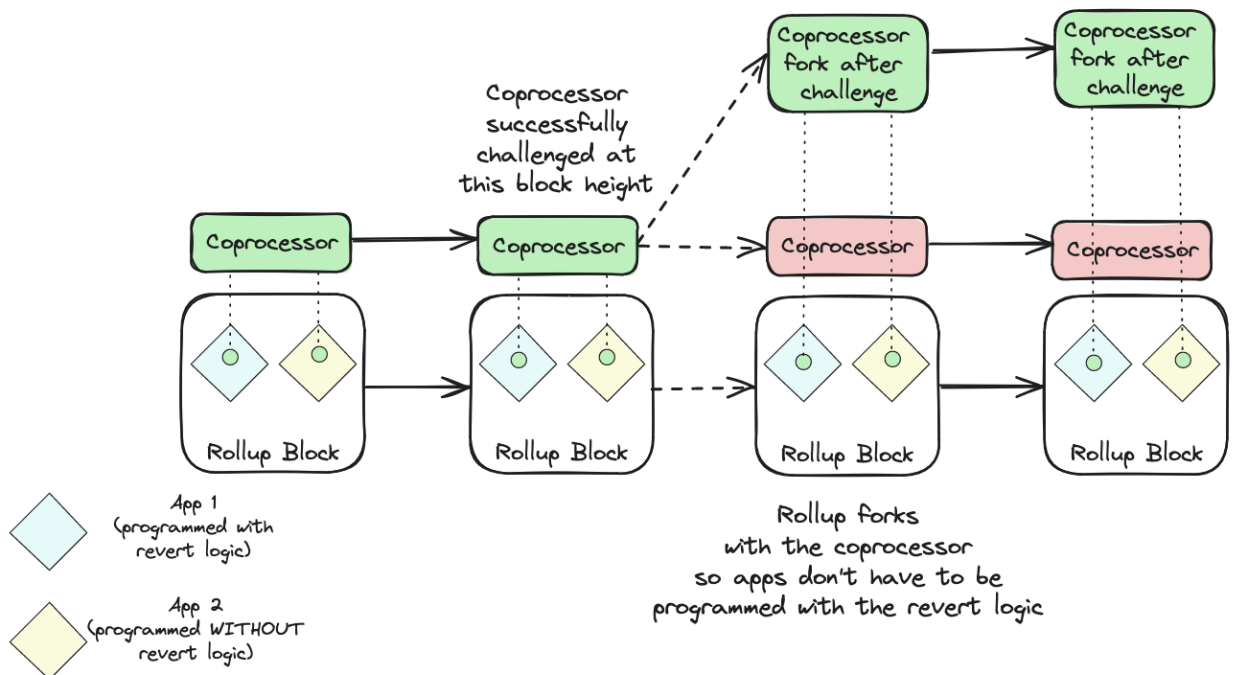 Coprocessor
fork after
challenge
Coprocessor
fork after
challenge
Coprocessor
successfully
challenged at
this block height
Coprocessor
Coprocessor
Coprocessor
Coprocessor
Rollup Block
Rollup Block
Rollup Block
Rollup Block
App 1
(programmed with
revert logic)
Rollup forks
with the coprocessor
so apps don't have to be
programmed with the revert logic
App 2
(programmed WITHOUT
revert logic)